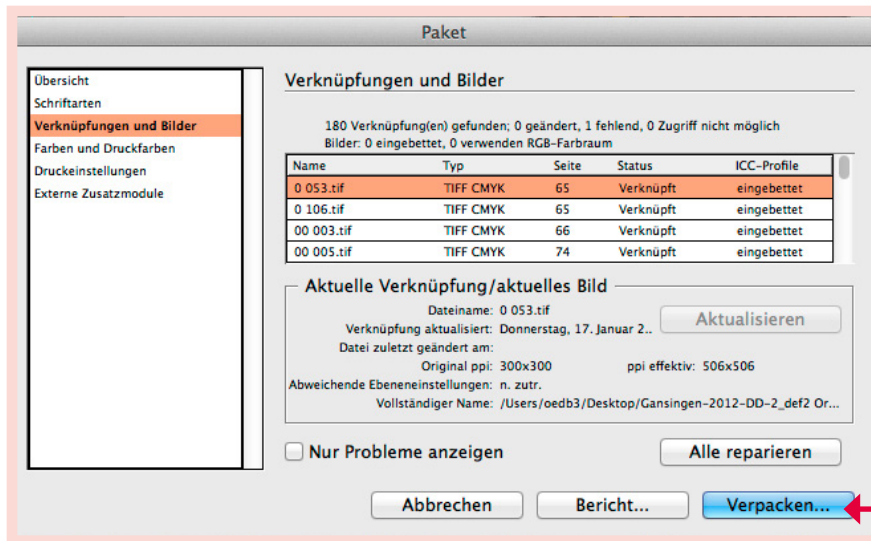 Paket
Übersicht
Schriftarten
Verknüpfungen und Bilder
Farben und Druckfarben
Druckeinstellungen
Externe Zusatzmodule
Verknüpfungen und Bilder
180 Verknüpfung(en) gefunden; 0 geändert, 1 fehlend, 0 Zugriff nicht möglich
Bilder: 0 eingebettet, 0 verwenden RGB-Farbraum
Name Typ Seite Status ICC-Profile
0 053.tif TIFF CMYK 65 Verknüpft eingebettet
0 106.tif TIFF CMYK 65 Verknüpft eingebettet
00 003.tif TIFF CMYK 66 Verknüpft eingebettet
00 005.tif TIFF CMYK 74 Verknüpft eingebettet
Aktuelle Verknüpfung/aktuelles Bild
Dateiname: 0 053.tif
Verknüpfung aktualisiert: Donnerstag, 17. Januar 2..
Aktualisieren
Datei zuletzt geändert am:
Original ppi: 300x300 ppi effektiv: 506x506
Abweichende Ebeneneinstellungen: n. zutr.
Vollständiger Name: /Users/oedb3/Desktop/Gansingen-2012-DD-2_def2 Or...
Nur Probleme anzeigen Alle reparieren
Abbrechen Bericht... Verpacken...